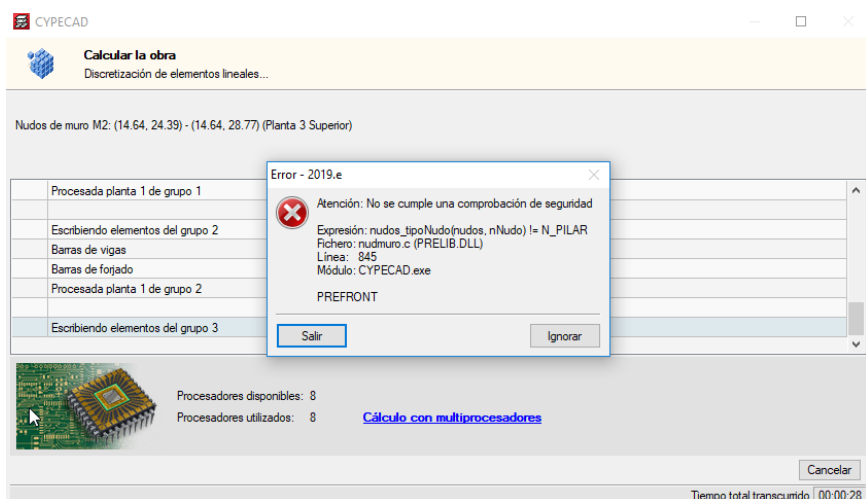 CYPECAD
Calcular la obra
Discretización de elementos lineales...
Nudos de muro M2: (14.64, 24.39) - (14.64, 28.77) (Planta 3 Superior)
Procesada planta 1 de grupo 1
Escribiendo elementos del grupo 2
Barras de vigas
Barras de forjado
Procesada planta 1 de grupo 2
Escribiendo elementos del grupo 3
Error - 2019.e
Atención: No se cumple una comprobación de seguridad
Expresión: nudos_tipoNudo(nudos, nNudo) != N_PILAR
Fichero: nudmuro.c (PRELIB.DLL)
Línea: 845
Módulo: CYPECAD.exe
PREFRONT
Salir
Ignorar
Procesadores disponibles: 8
Procesadores utilizados: 8
Cálculo con multiprocesadores
Cancelar
Tiempo total transcurrido 00:00:28